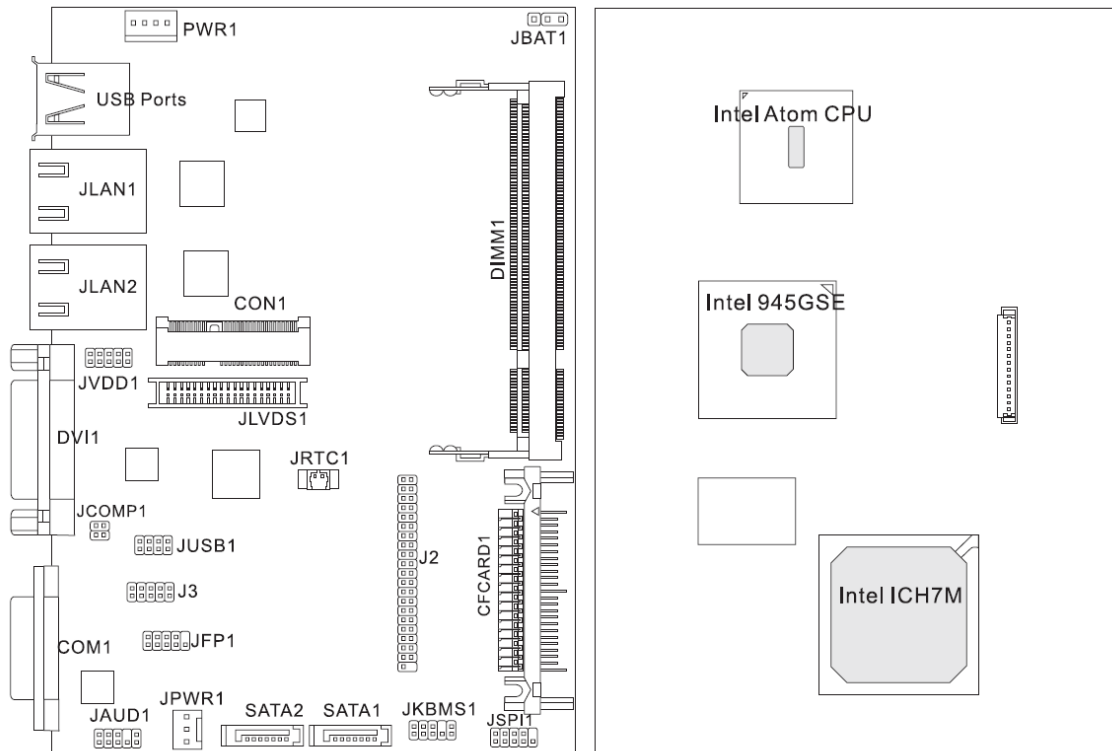 PWR1
JBAT1
USB Ports
JLAN1
JLAN2
DIMM1
CON1
JVDD1
JLVDS1
DVI1
JRTC1
JCOMP1
JUSB1
J2
CFCARD1
J3
JFP1
COM1
JPWR1
JAUD1
SATA2
SATA1
JKBMS1
JSPI1
Intel Atom CPU
Intel 945GSE
Intel ICH7M